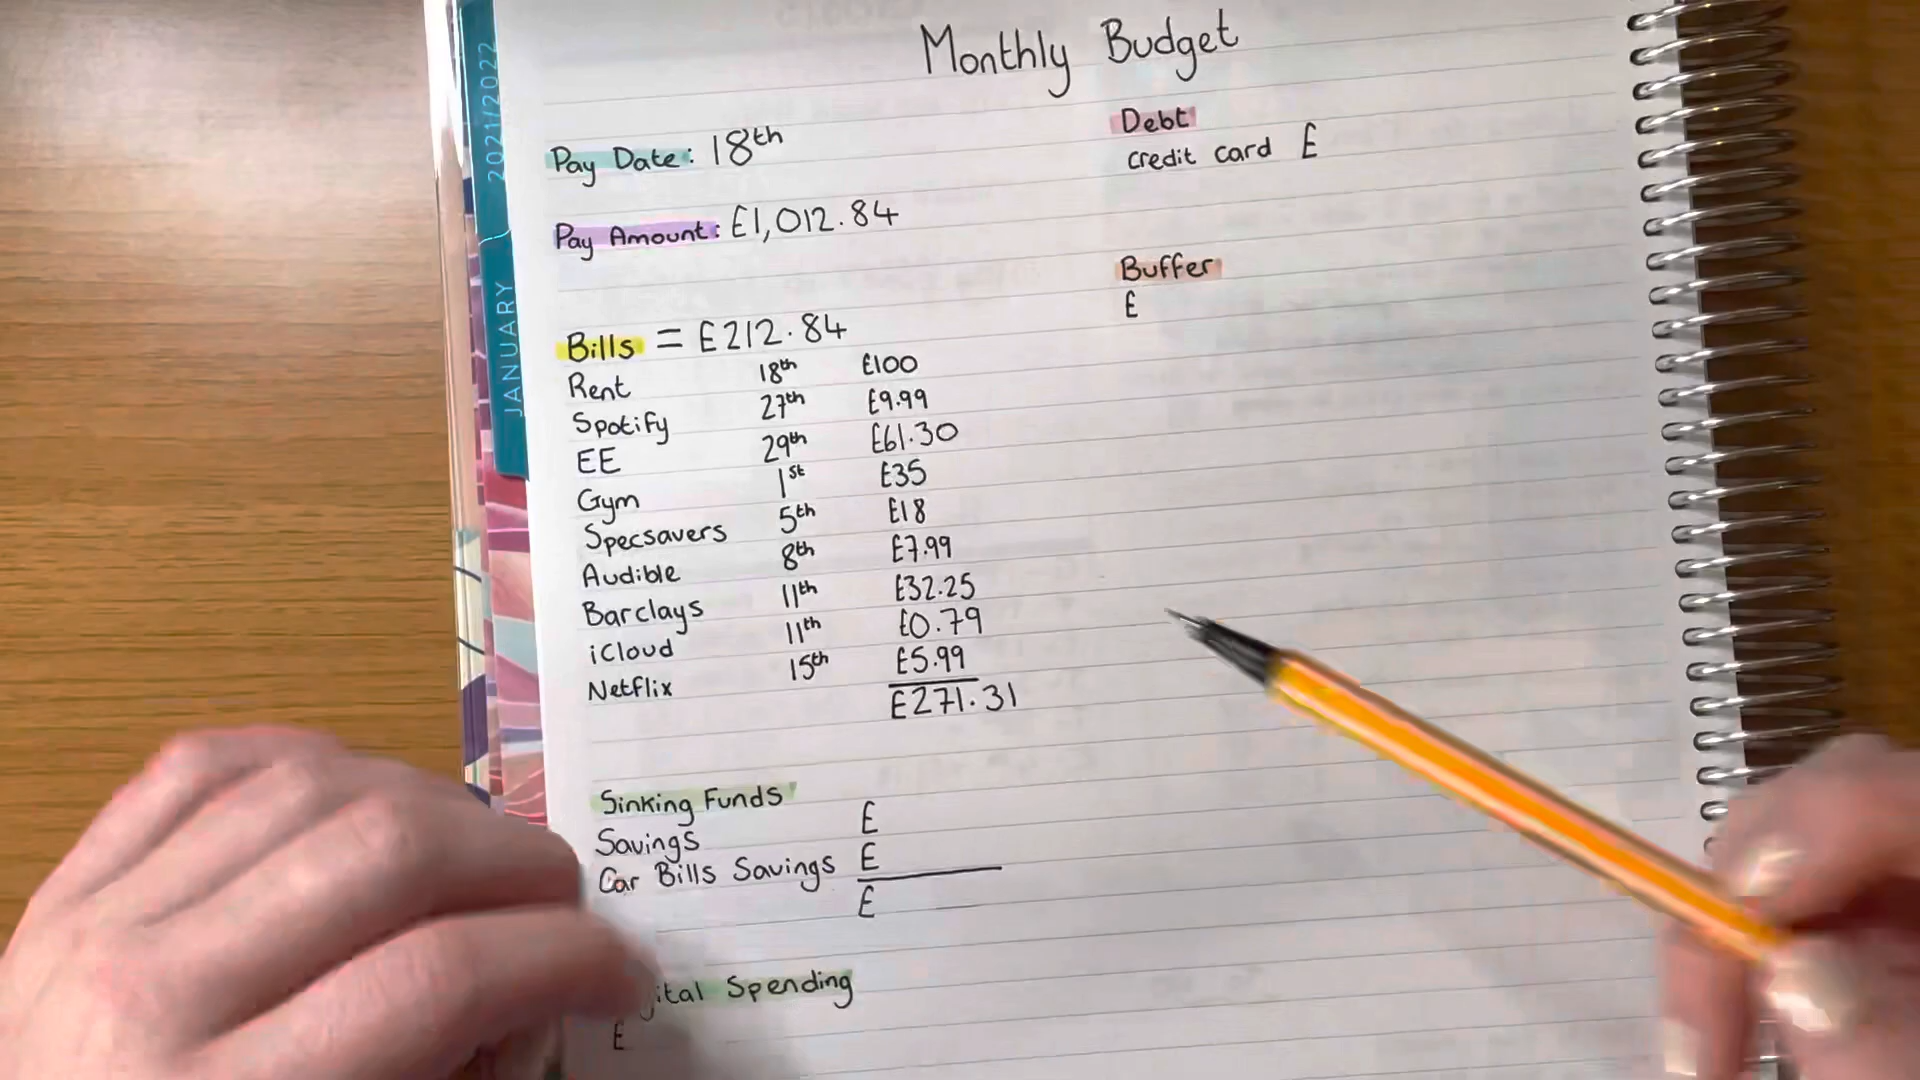 Monthly Budget
Pay Date: 18th
Pay Amount: £1,012.84
Bills = £212.84
Rent 18th £100
Spotify 27th £9.99
EE 29th £61.30
Gym 1st £35
Specsavers 5th £18
Audible 8th £7.99
Barclays 11th £32.25
iCloud 11th £0.79
Netflix 15th £5.99
£271.31
Sinking Funds
Savings £
Car Bills Savings £
£
ital Spending
£
Debt
credit card £
Buffer
£
2021/2022
JANUARY